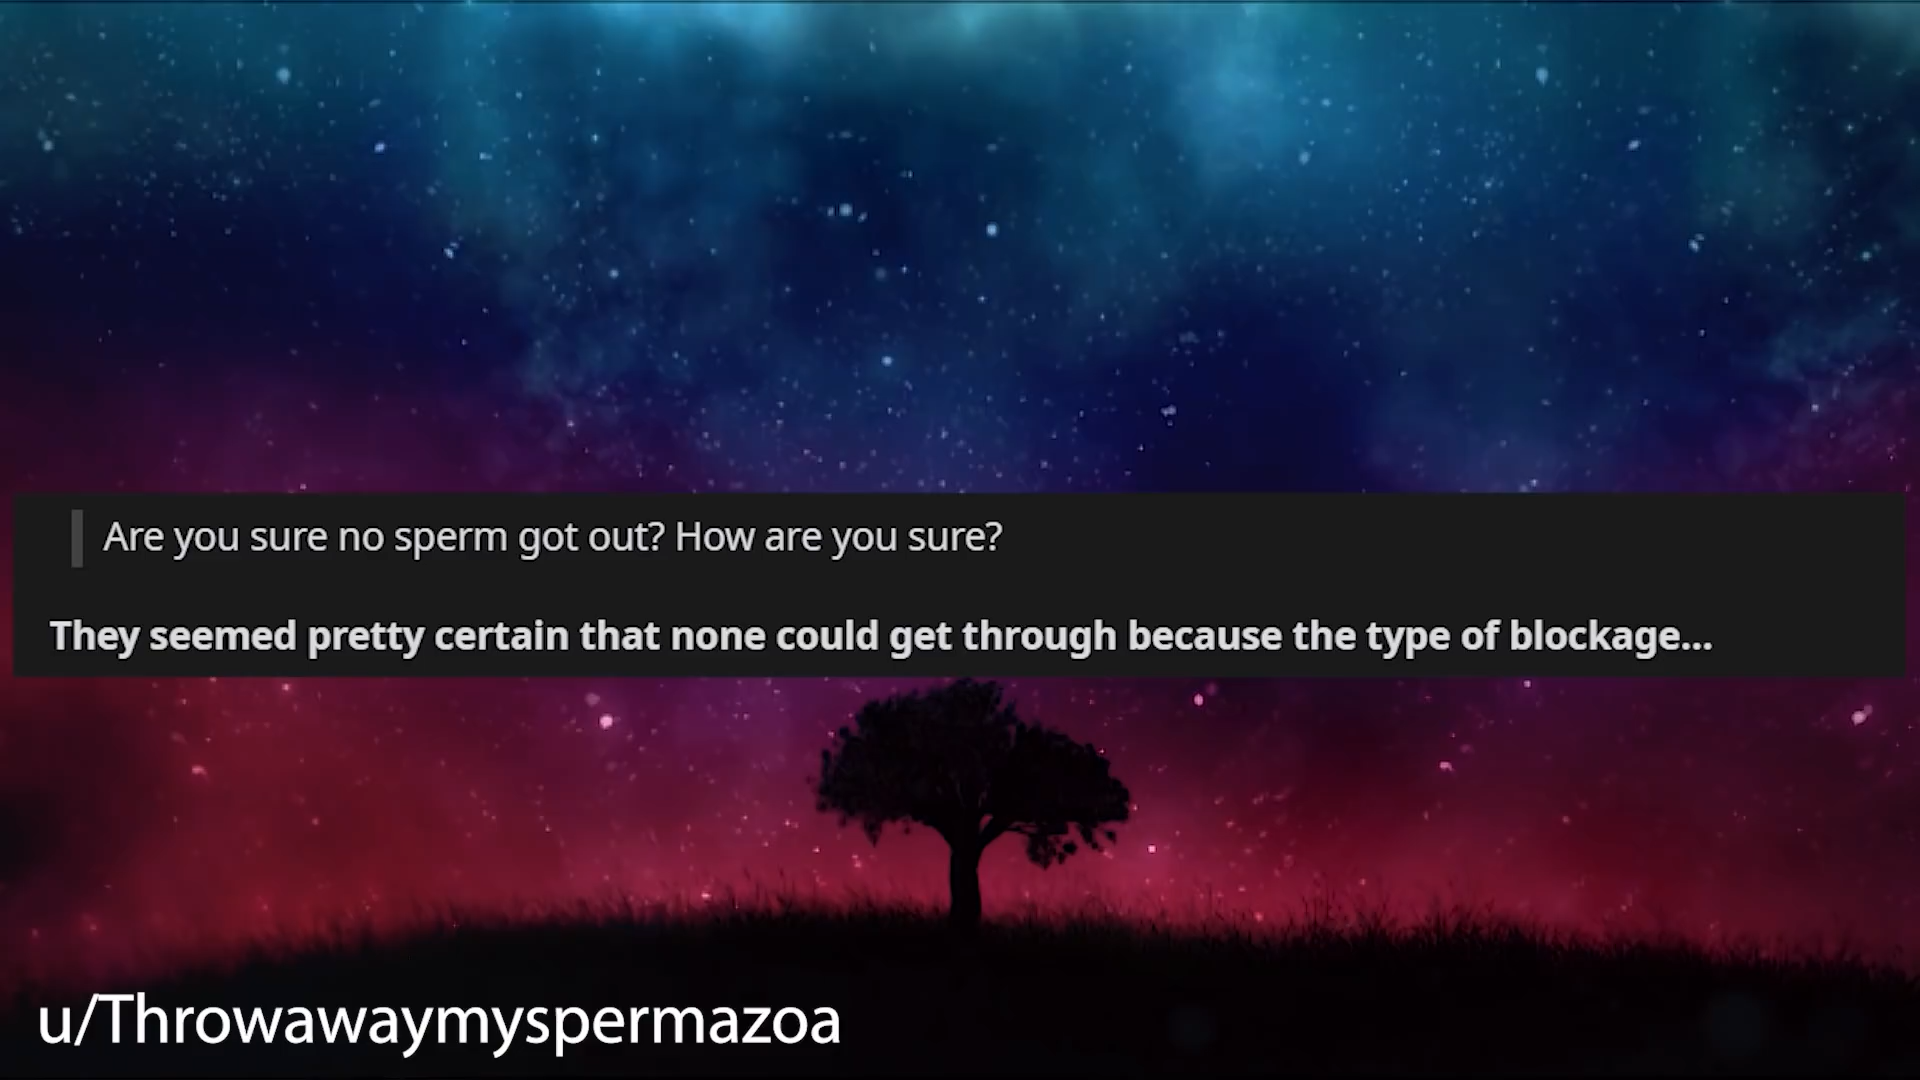 Are you sure no sperm got out? How are you sure?
They seemed pretty certain that none could get through because the type of blockage...
u/Throwawaymyspermazoa